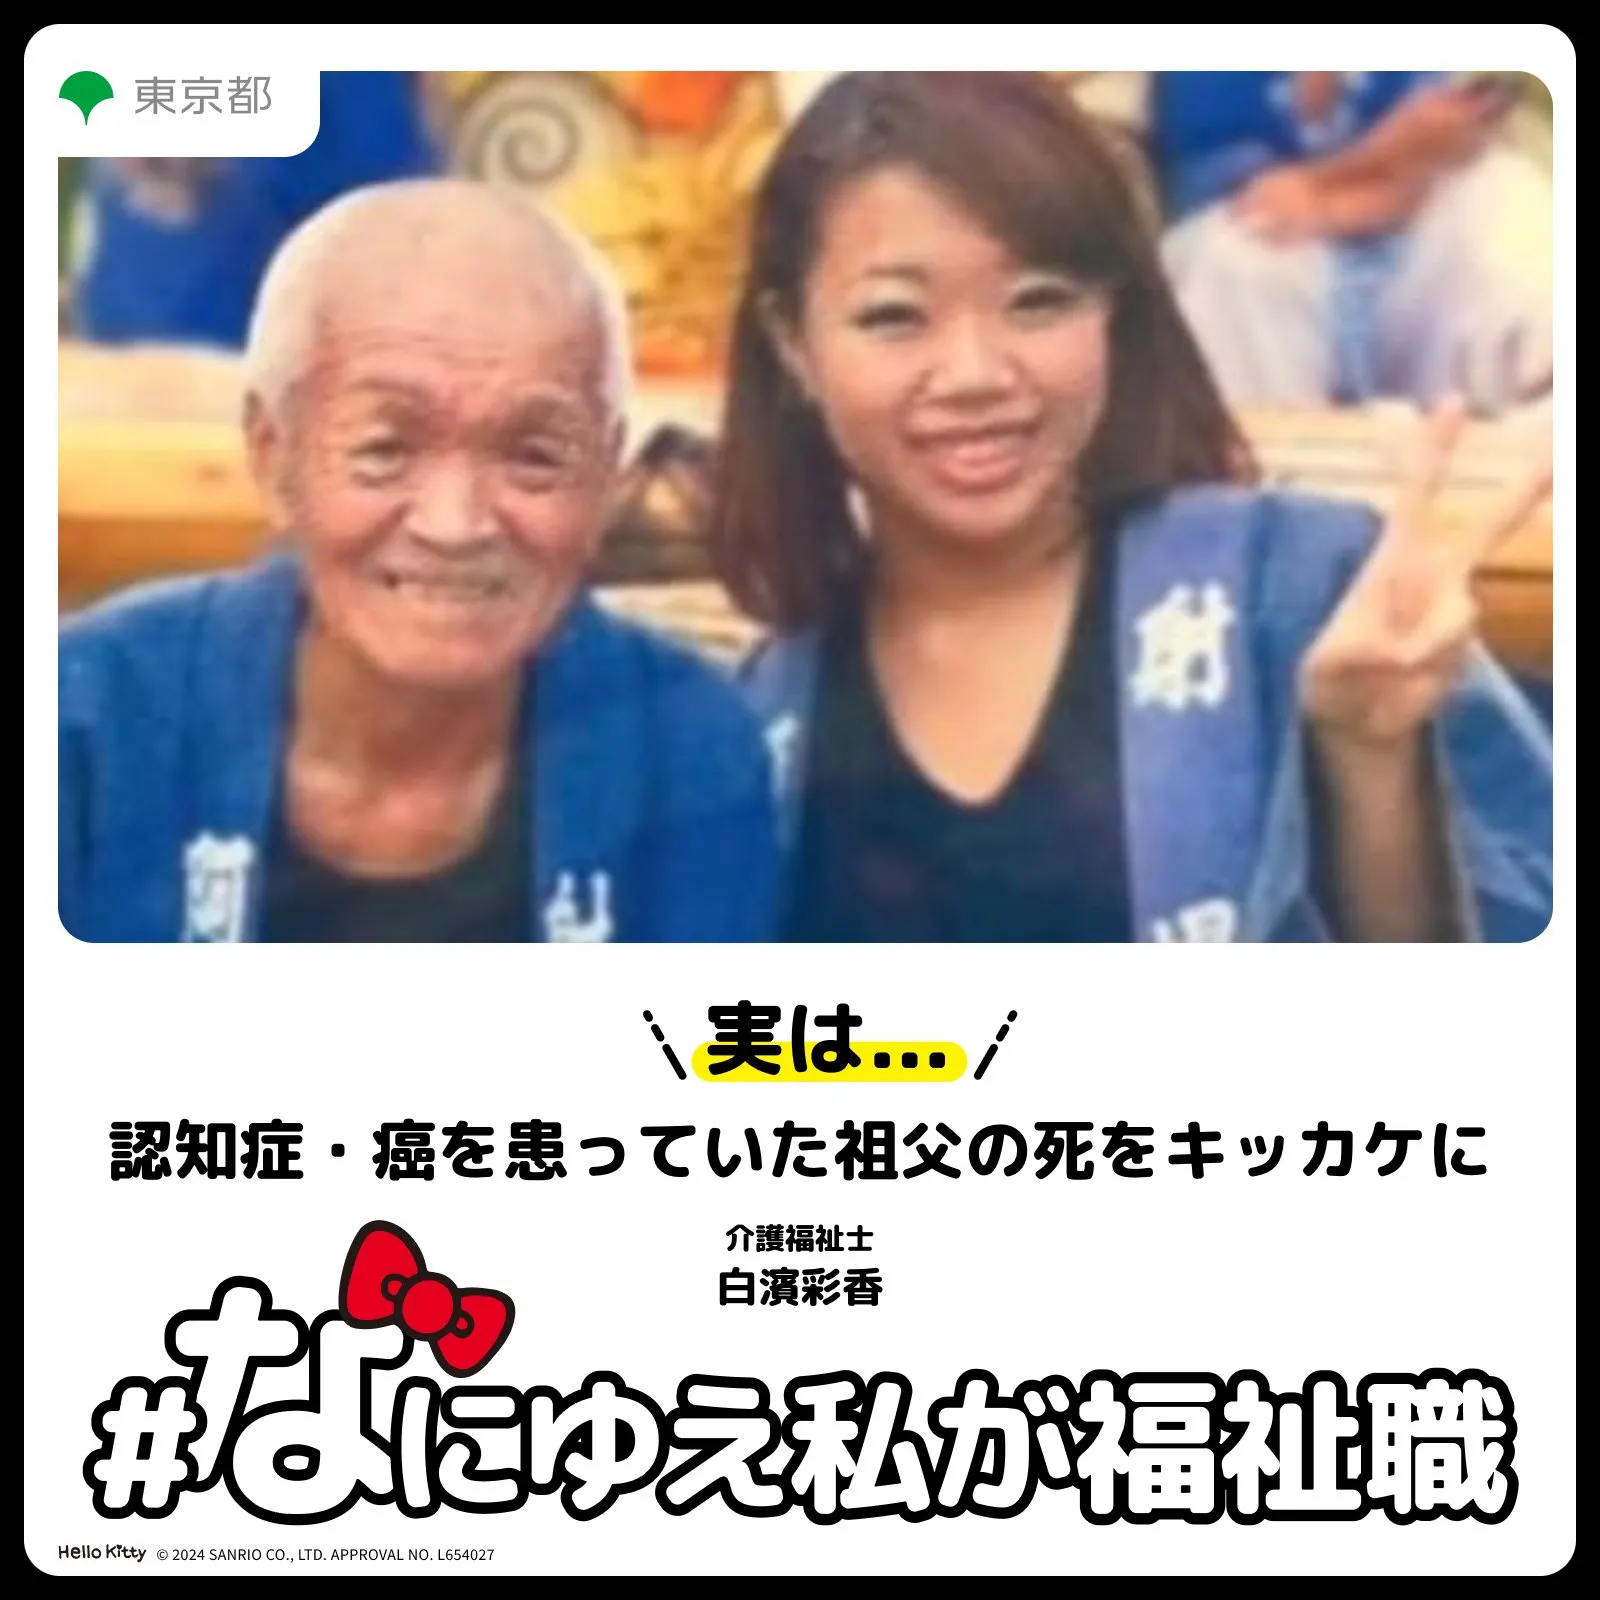 東京都
実は...
認知症・癌を患っていた祖父の死をキッカケに
介護福祉士
白濱彩香
#なにゆえ私が福祉職
Hello Kitty © 2024 SANRIO CO., LTD. APPROVAL NO. L654027